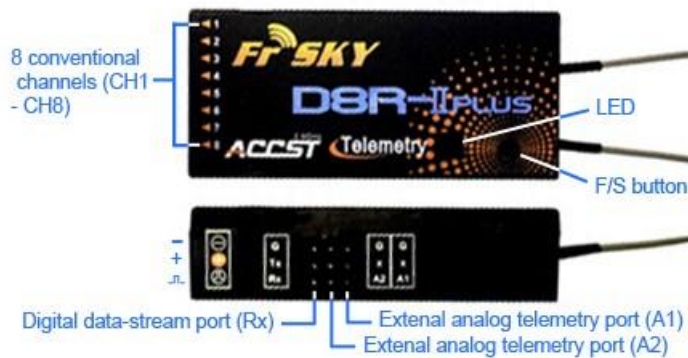 8 conventional
channels (CH1
- CH8)
1
2
3
4
5
6
7
8
FrSKY
D8R-IIPLUS
ACCST Telemetry
LED
F/S button
-
+
G
Tx
Rx
G
X
A2
G
X
A1
Digital data-stream port (Rx)
Extenal analog telemetry port (A1)
Extenal analog telemetry port (A2)